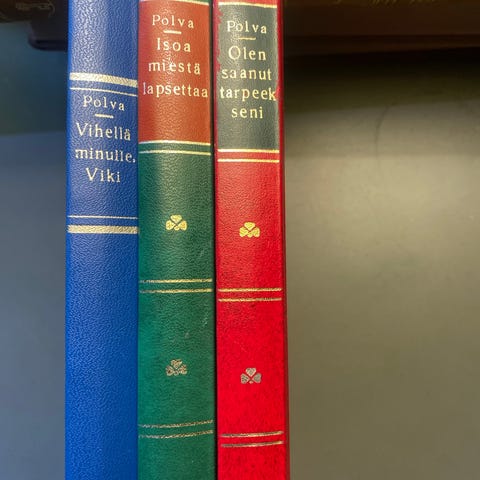 Polva
Vihellä
minulle,
Viki
Polva
Isoa
miestä
lapsettaa
Polva
Olen
saanut
tarpeek
seni